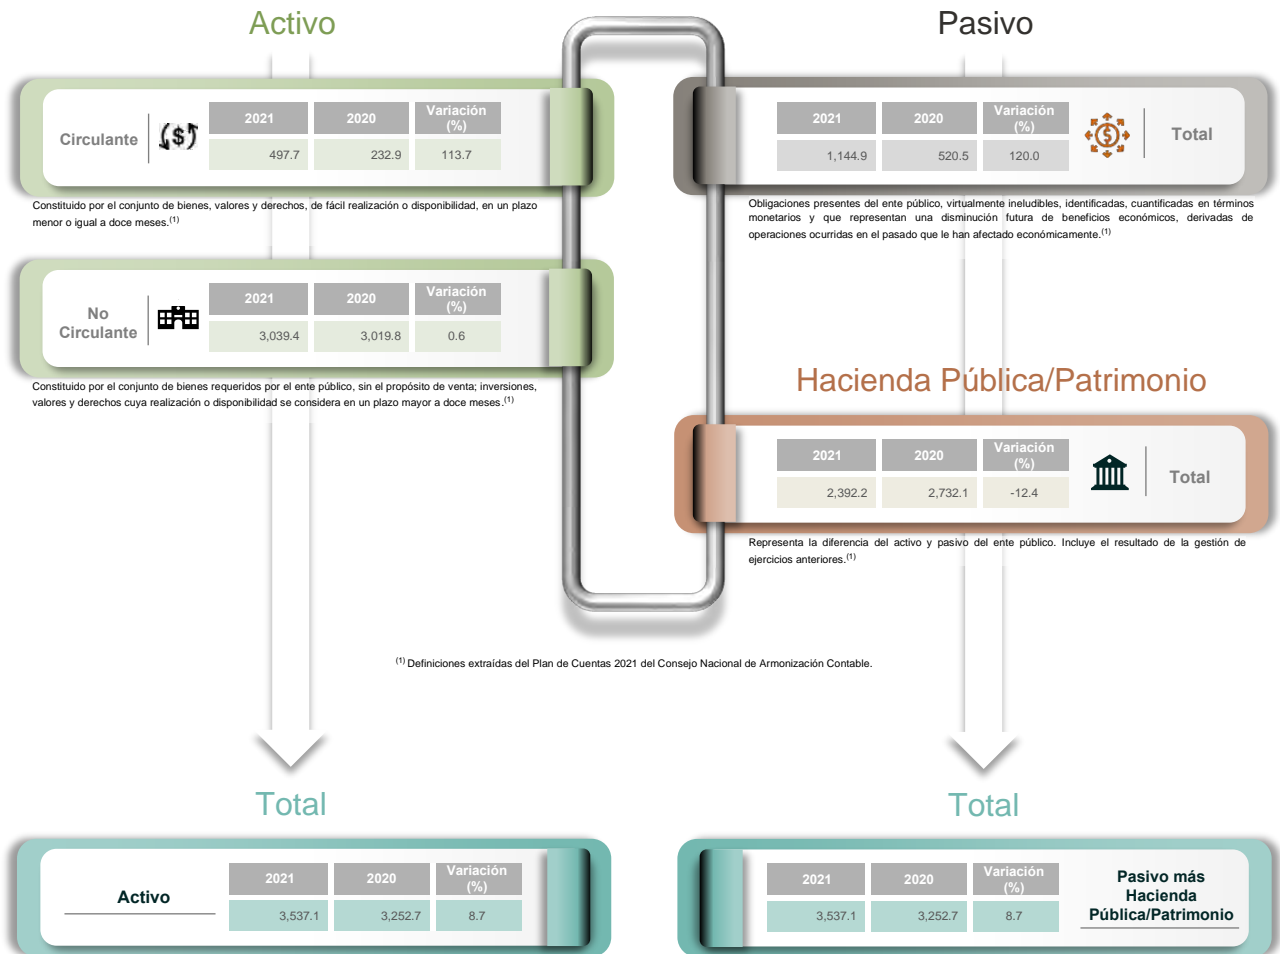 Activo
Circulante
2021 2020 Variación
(%)
497.7 232.9 113.7
Constituido por el conjunto de bienes, valores y derechos, de fácil realización o disponibilidad, en un plazo
menor o igual a doce meses.(1)
No
Circulante
2021 2020 Variación
(%)
3,039.4 3,019.8 0.6
Constituido por el conjunto de bienes requeridos por el ente público, sin el propósito de venta; inversiones,
valores y derechos cuya realización o disponibilidad se considera en un plazo mayor a doce meses.(1)
Pasivo
2021 2020 Variación
(%)
1,144.9 520.5 120.0
Total
Obligaciones presentes del ente público, virtualmente ineludibles, identificadas, cuantificadas en términos
monetarios y que representan una disminución futura de beneficios económicos, derivadas de
operaciones ocurridas en el pasado que le han afectado económicamente.(1)
Hacienda Pública/Patrimonio
2021 2020 Variación
(%)
2,392.2 2,732.1 -12.4
Total
Representa la diferencia del activo y pasivo del ente público. Incluye el resultado de la gestión de
ejercicios anteriores.(1)
(1) Definiciones extraídas del Plan de Cuentas 2021 del Consejo Nacional de Armonización Contable.
Total
Activo
2021 2020 Variación
(%)
3,537.1 3,252.7 8.7
Total
2021 2020 Variación
(%)
3,537.1 3,252.7 8.7
Pasivo más
Hacienda
Pública/Patrimonio